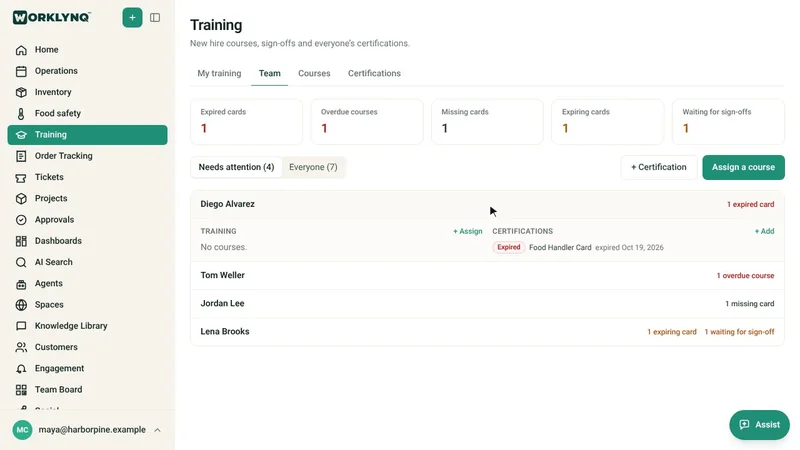 WORKLYNQ
+
Home
Operations
Inventory
Food safety
Training
Order Tracking
Tickets
Projects
Approvals
Dashboards
AI Search
Agents
Spaces
Knowledge Library
Customers
Engagement
Team Board
MC maya@harborpine.example
Training
New hire courses, sign-offs and everyone's certifications.
My training Team Courses Certifications
Expired cards Overdue courses Missing cards Expiring cards Waiting for sign-offs
1 1 1 1 1
Needs attention (4) Everyone (7) + Certification Assign a course
Diego Alvarez 1 expired card
TRAINING + Assign CERTIFICATIONS + Add
No courses. Expired Food Handler Card expired Oct 19, 2026
Tom Weller 1 overdue course
Jordan Lee 1 missing card
Lena Brooks 1 expiring card 1 waiting for sign-off
Assist